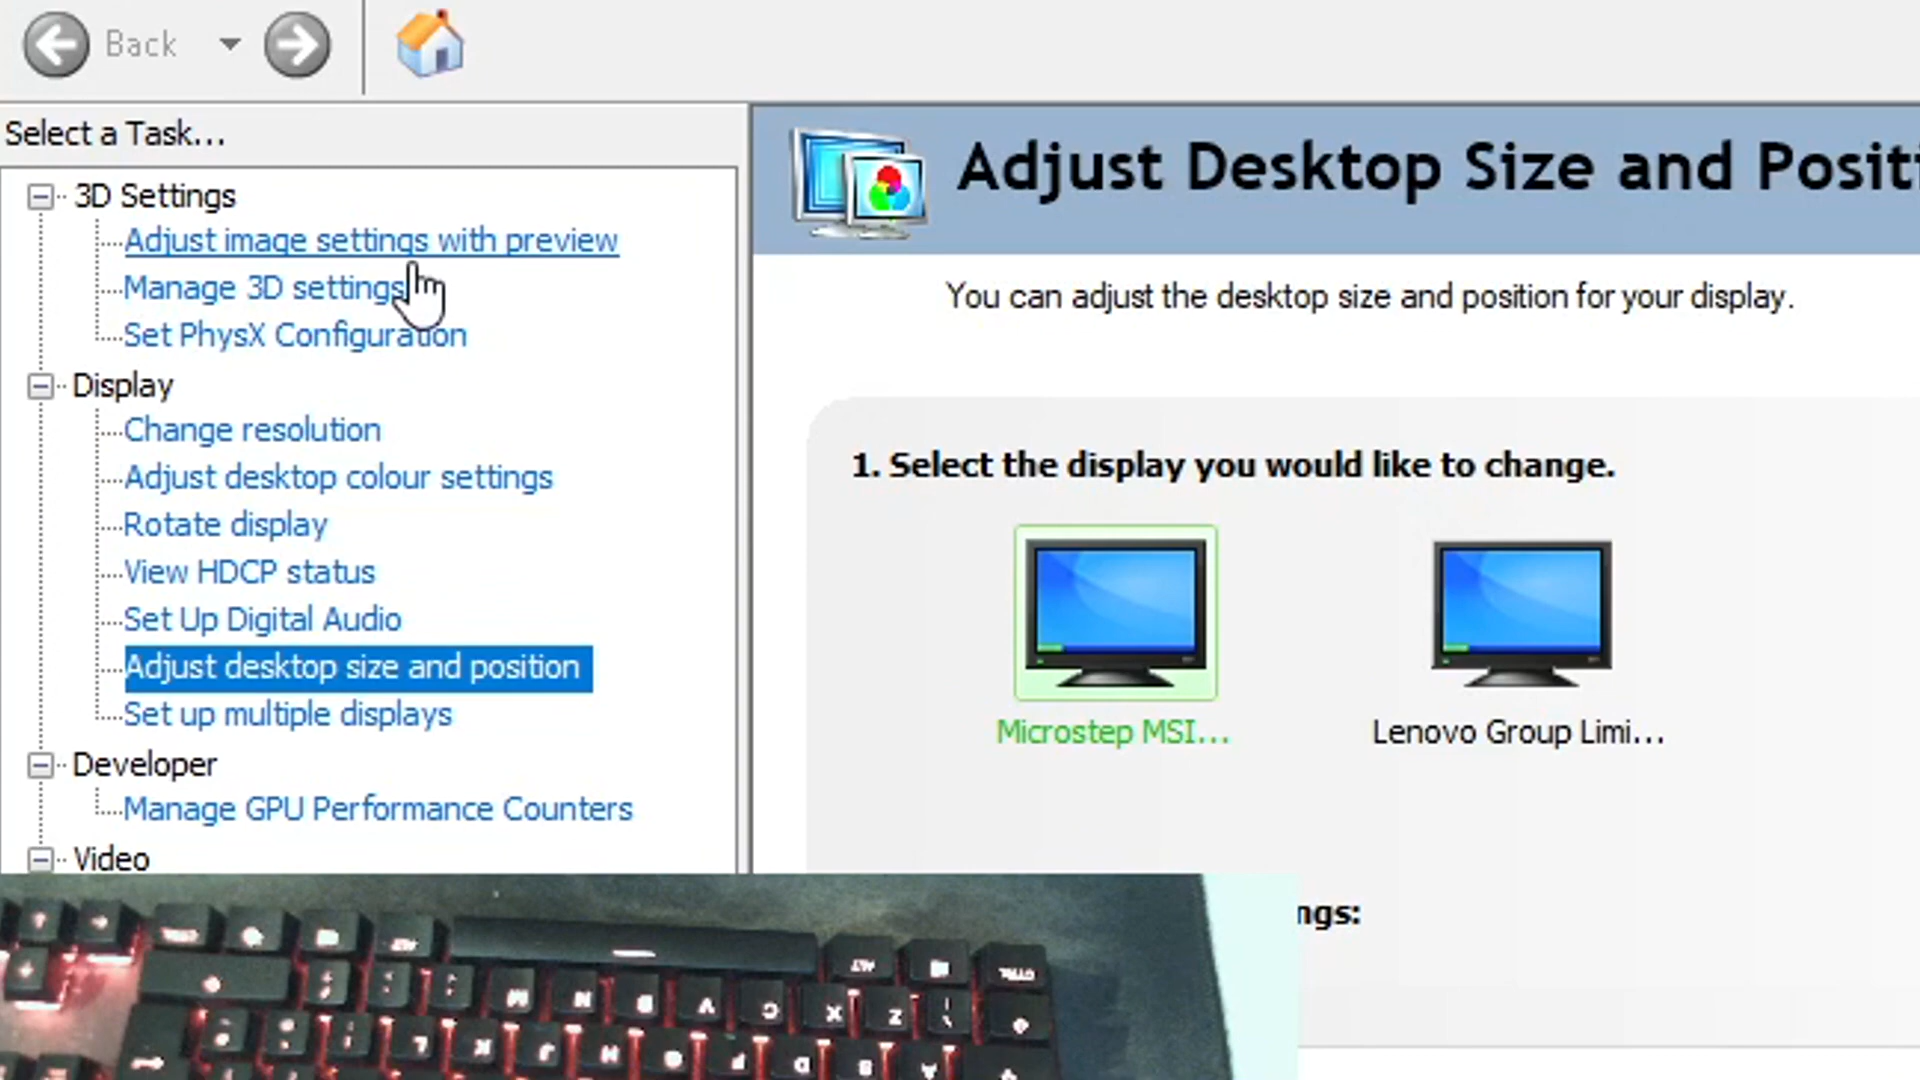 Back
Select a Task...
3D Settings
Adjust image settings with preview
Manage 3D settings
Set PhysX Configuration
Display
Change resolution
Adjust desktop colour settings
Rotate display
View HDCP status
Set Up Digital Audio
Adjust desktop size and position
Set up multiple displays
Developer
Manage GPU Performance Counters
Video
Adjust Desktop Size and Positi
You can adjust the desktop size and position for your display.
1. Select the display you would like to change.
Microstep MSI...
Lenovo Group Limi...
ngs:
ALT
ALT
CTRL
M N B V C X Z
L K J H F D S A